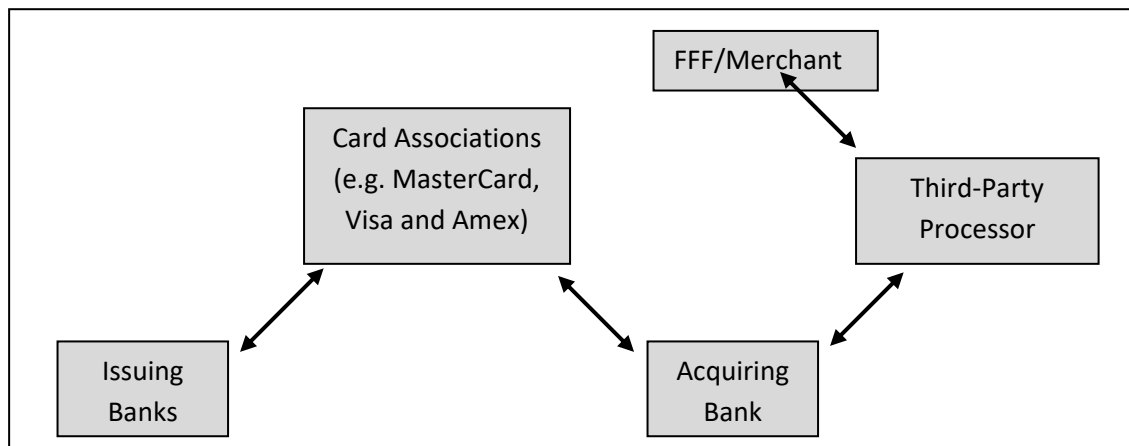 FFF/Merchant
Card Associations
(e.g. MasterCard,
Visa and Amex)
Third-Party
Processor
Issuing
Banks
Acquiring
Bank